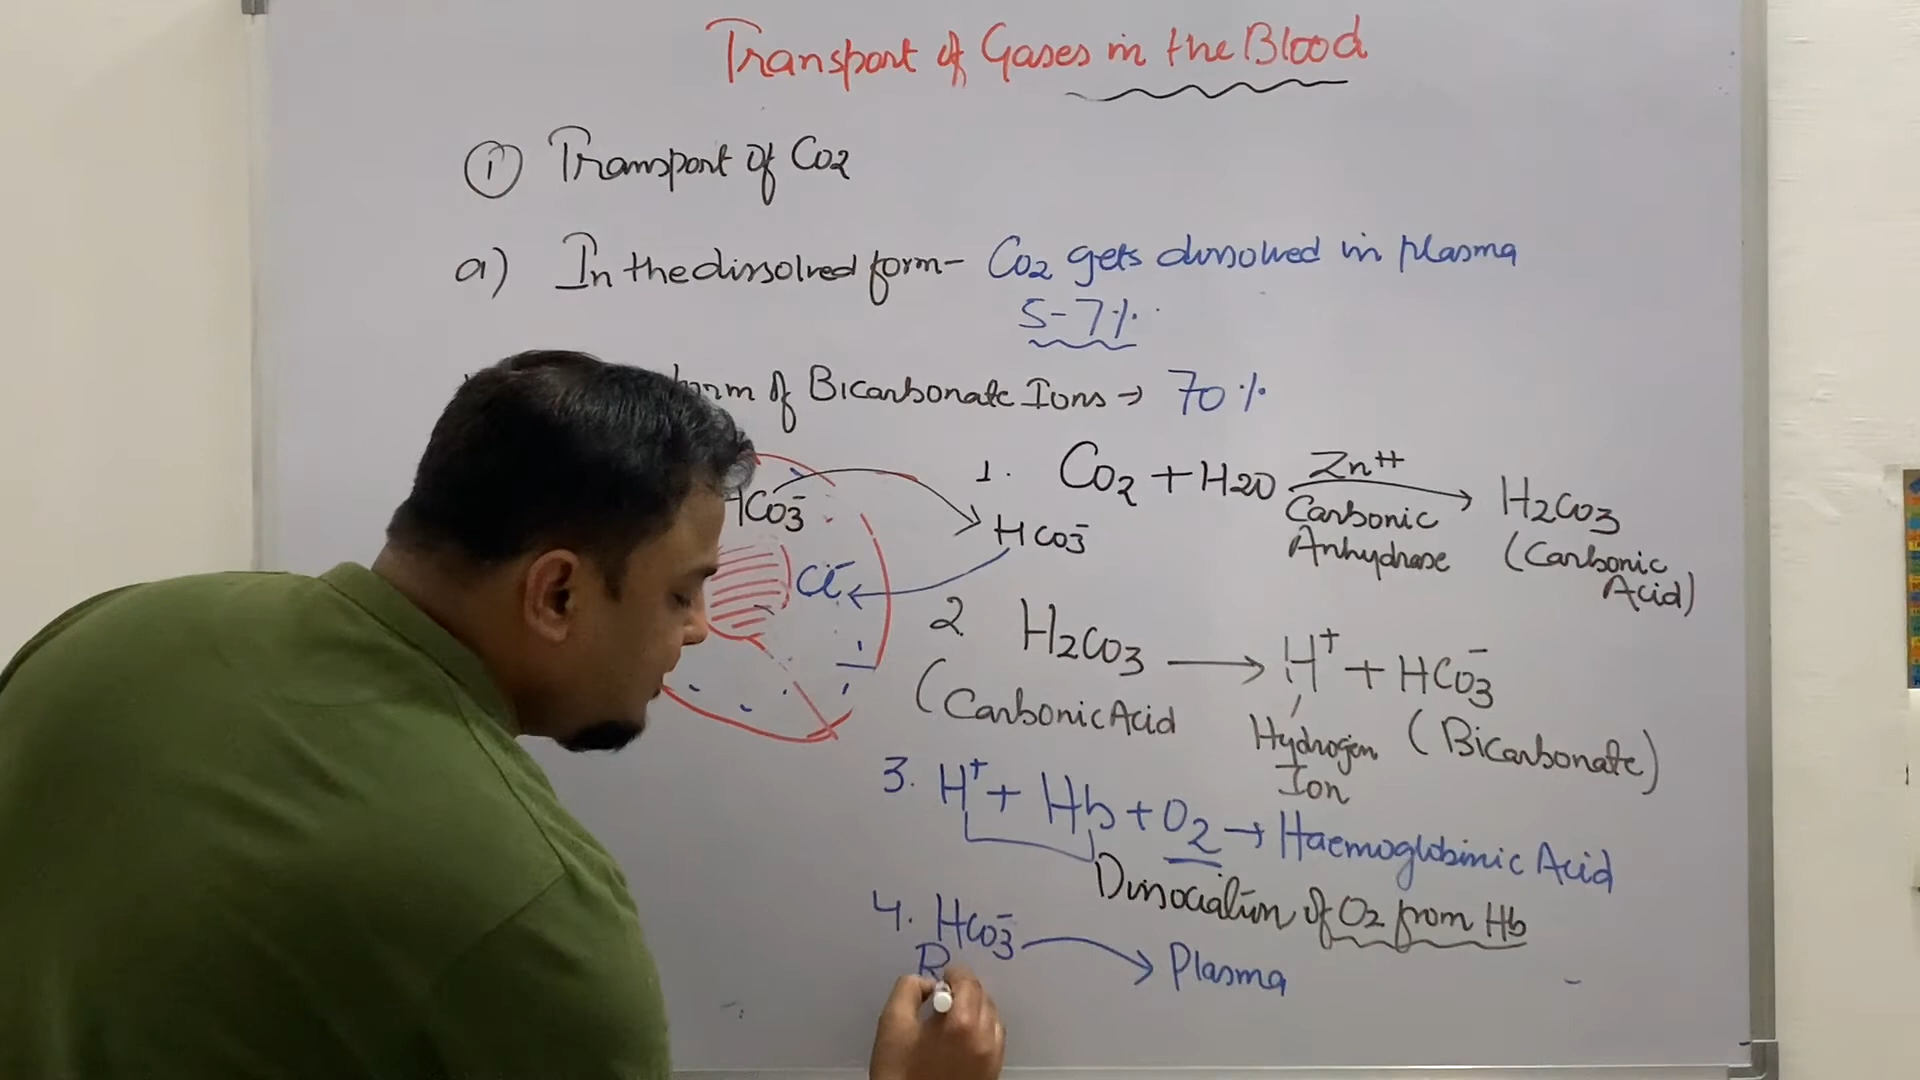 Transport of Gases in the Blood
① Transport of CO2
a) In the dissolved form- CO2 gets dissolved in plasma
5-7%
form of Bicarbonate Ions → 70%
1. CO2 + H2O Zn++ → H2CO3
Carbonic Anhydrase
(Carbonic Acid)
HCO3-
HCO3-
Cl-
2 H2CO3 → H+ + HCO3-
(Carbonic Acid
Hydrogen Ion
(Bicarbonate)
3. H+ + Hb + O2 → Haemoglobinic Acid
Dissociation of O2 from Hb
4. HCO3- → Plasma
R